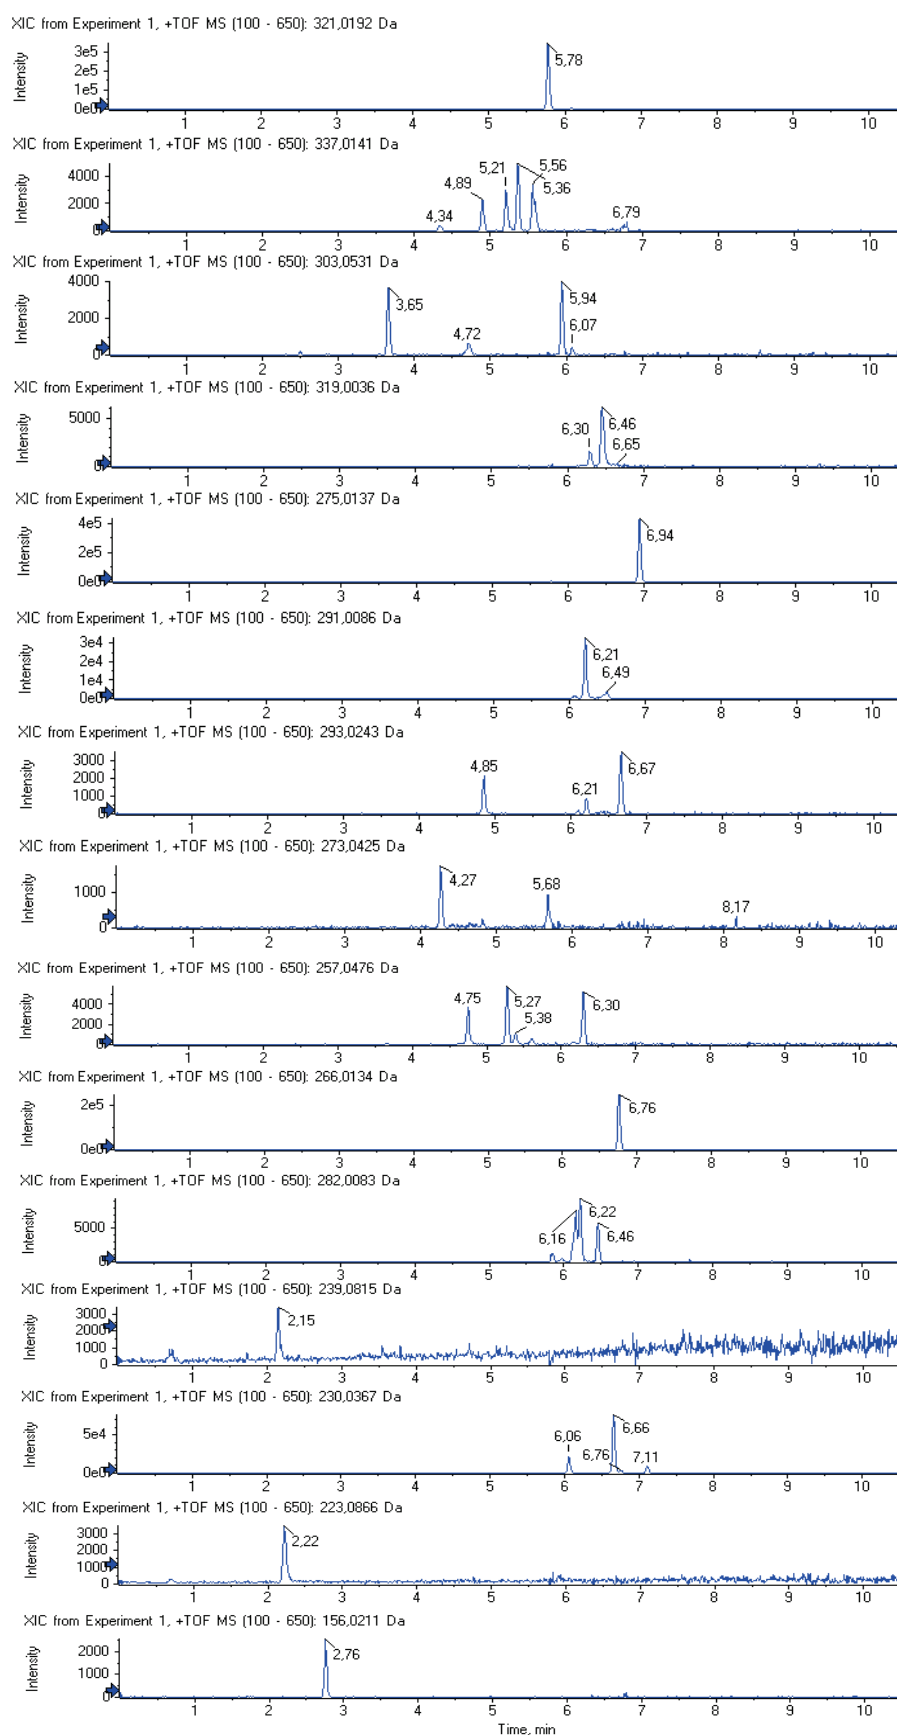 XIC from Experiment 1, +TOF MS (100 - 650): 321,0192 Da
Intensity
3e5
2e5
1e5
0e0
5,78
1 2 3 4 5 6 7 8 9 10
XIC from Experiment 1, +TOF MS (100 - 650): 337,0141 Da
Intensity
4000
2000
0
4,34
4,89
5,21
5,56
5,36
6,79
1 2 3 4 5 6 7 8 9 10
XIC from Experiment 1, +TOF MS (100 - 650): 303,0531 Da
Intensity
4000
2000
0
3,65
4,72
5,94
6,07
1 2 3 4 5 6 7 8 9 10
XIC from Experiment 1, +TOF MS (100 - 650): 319,0036 Da
Intensity
5000
0
6,30
6,46
6,65
1 2 3 4 5 6 7 8 9 10
XIC from Experiment 1, +TOF MS (100 - 650): 275,0137 Da
Intensity
4e5
2e5
0e0
6,94
1 2 3 4 5 6 7 8 9 10
XIC from Experiment 1, +TOF MS (100 - 650): 291,0086 Da
Intensity
3e4
2e4
1e4
0e0
6,21
6,49
1 2 3 4 5 6 7 8 9 10
XIC from Experiment 1, +TOF MS (100 - 650): 293,0243 Da
Intensity
3000
2000
1000
0
4,85
6,21
6,67
1 2 3 4 5 6 7 8 9 10
XIC from Experiment 1, +TOF MS (100 - 650): 273,0425 Da
Intensity
1000
0
4,27
5,68
8,17
1 2 3 4 5 6 7 8 9 10
XIC from Experiment 1, +TOF MS (100 - 650): 257,0476 Da
Intensity
4000
2000
0
4,75
5,27
5,38
6,30
1 2 3 4 5 6 7 8 9 10
XIC from Experiment 1, +TOF MS (100 - 650): 266,0134 Da
Intensity
2e5
0e0
6,76
1 2 3 4 5 6 7 8 9 10
XIC from Experiment 1, +TOF MS (100 - 650): 282,0083 Da
Intensity
5000
0
6,16
6,22
6,46
1 2 3 4 5 6 7 8 9 10
XIC from Experiment 1, +TOF MS (100 - 650): 239,0815 Da
Intensity
3000
2000
1000
0
2,15
1 2 3 4 5 6 7 8 9 10
XIC from Experiment 1, +TOF MS (100 - 650): 230,0367 Da
Intensity
5e4
0e0
6,06
6,66
6,76
7,11
1 2 3 4 5 6 7 8 9 10
XIC from Experiment 1, +TOF MS (100 - 650): 223,0866 Da
Intensity
3000
2000
1000
0
2,22
1 2 3 4 5 6 7 8 9 10
XIC from Experiment 1, +TOF MS (100 - 650): 156,0211 Da
Intensity
2000
1000
0
2,76
1 2 3 4 5 6 7 8 9 10
Time, min